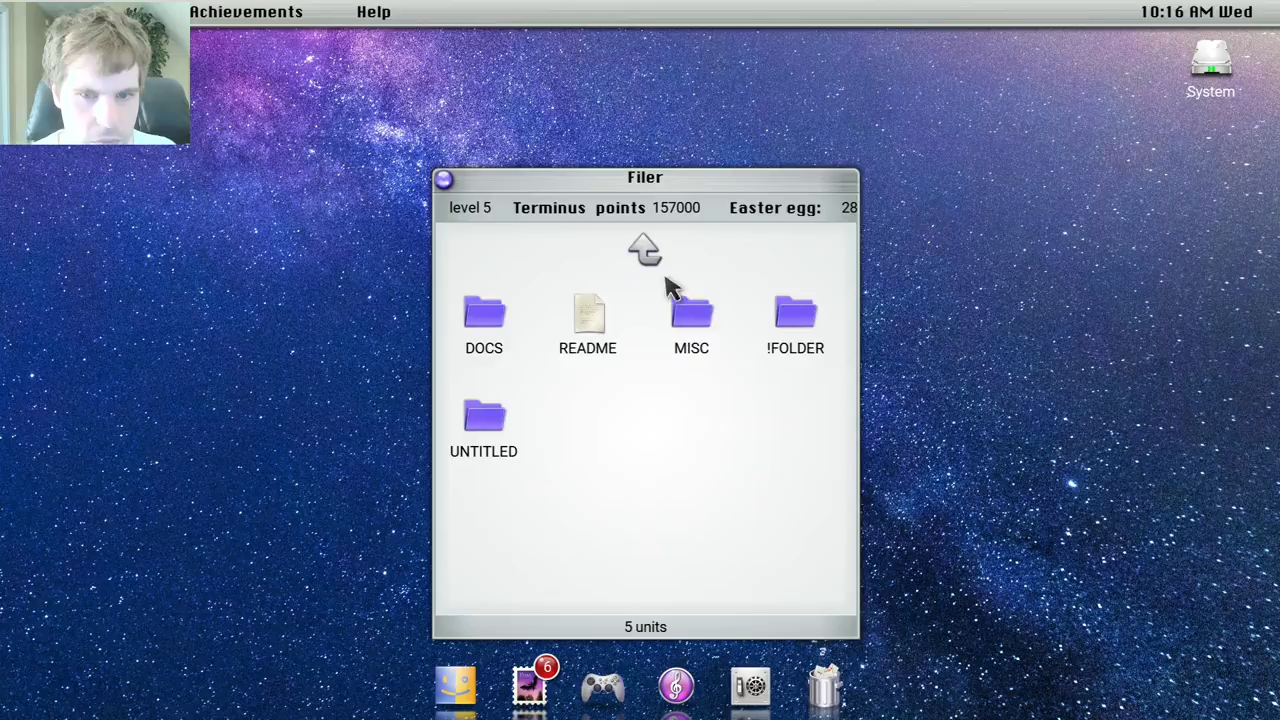 Achievements Help 10:16 AM Wed
System
Filer
level 5 Terminus points 157000 Easter egg: 28
DOCS README MISC !FOLDER
UNTITLED
5 units
6